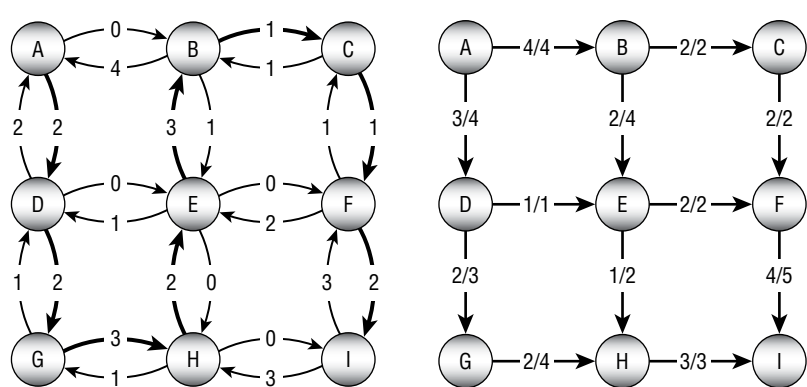 A 0 B 1 C A 4/4 B 2/2 C
4 1
2 2 3 1 1 1 3/4 2/4 2/2
D 0 E 0 F D 1/1 E 2/2 F
1 2
1 2 2 0 3 2 2/3 1/2 4/5
G 3 H 0 I G 2/4 H 3/3 I
1 3